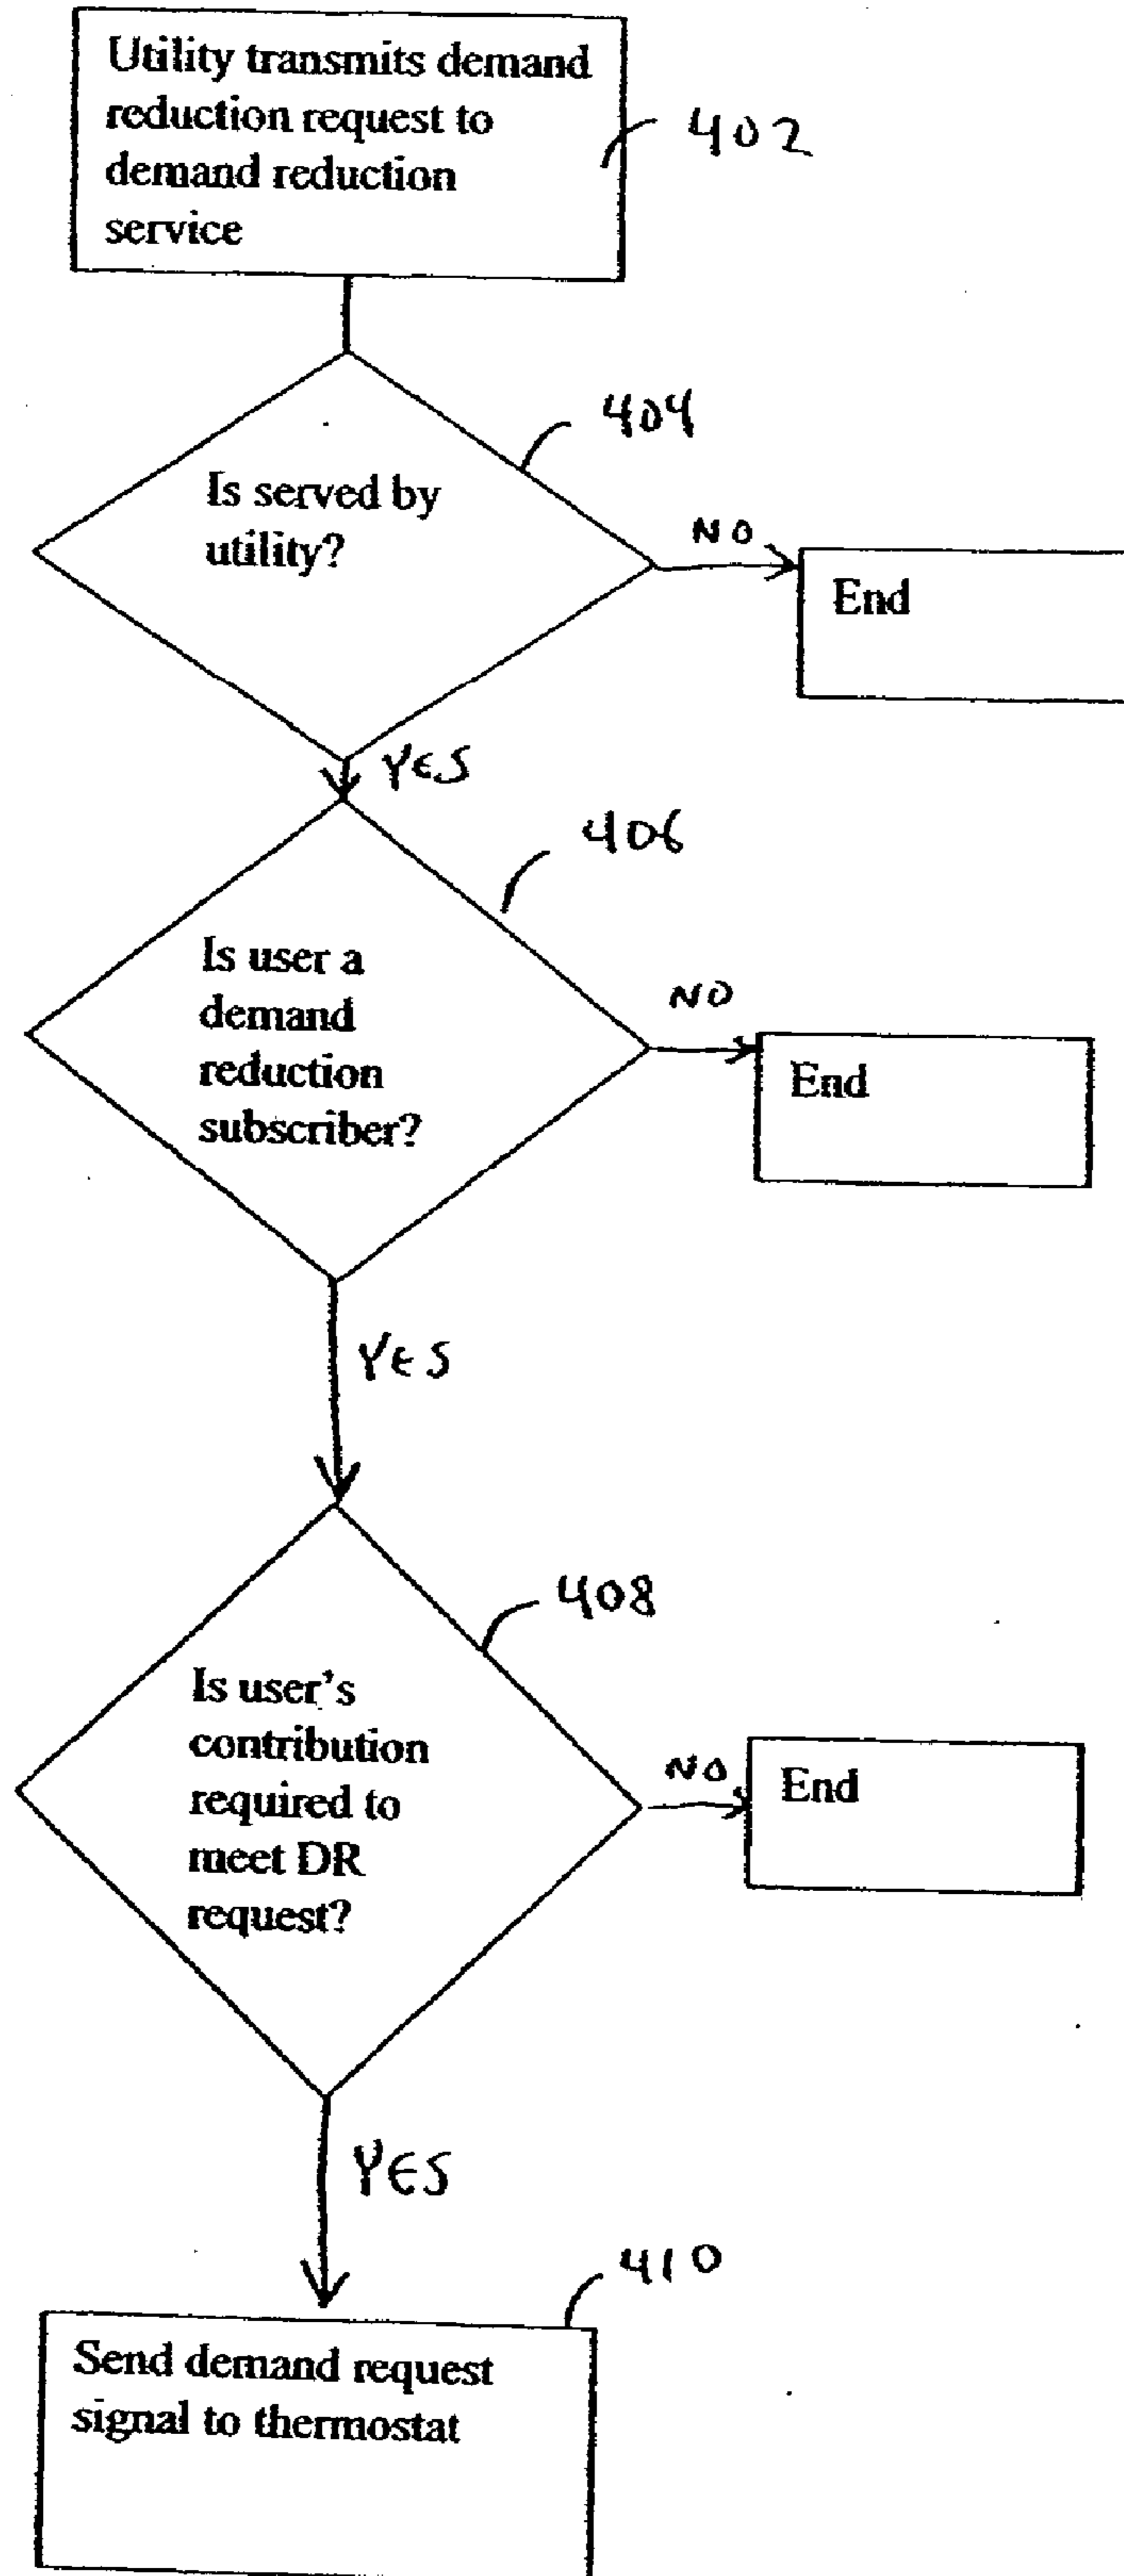 Utility transmits demand
reduction request to
demand reduction
service
402
Is served by
utility?
404
NO
End
YES
Is user a
demand
reduction
subscriber?
406
NO
End
YES
Is user's
contribution
required to
meet DR
request?
408
NO
End
YES
Send demand request
signal to thermostat
410